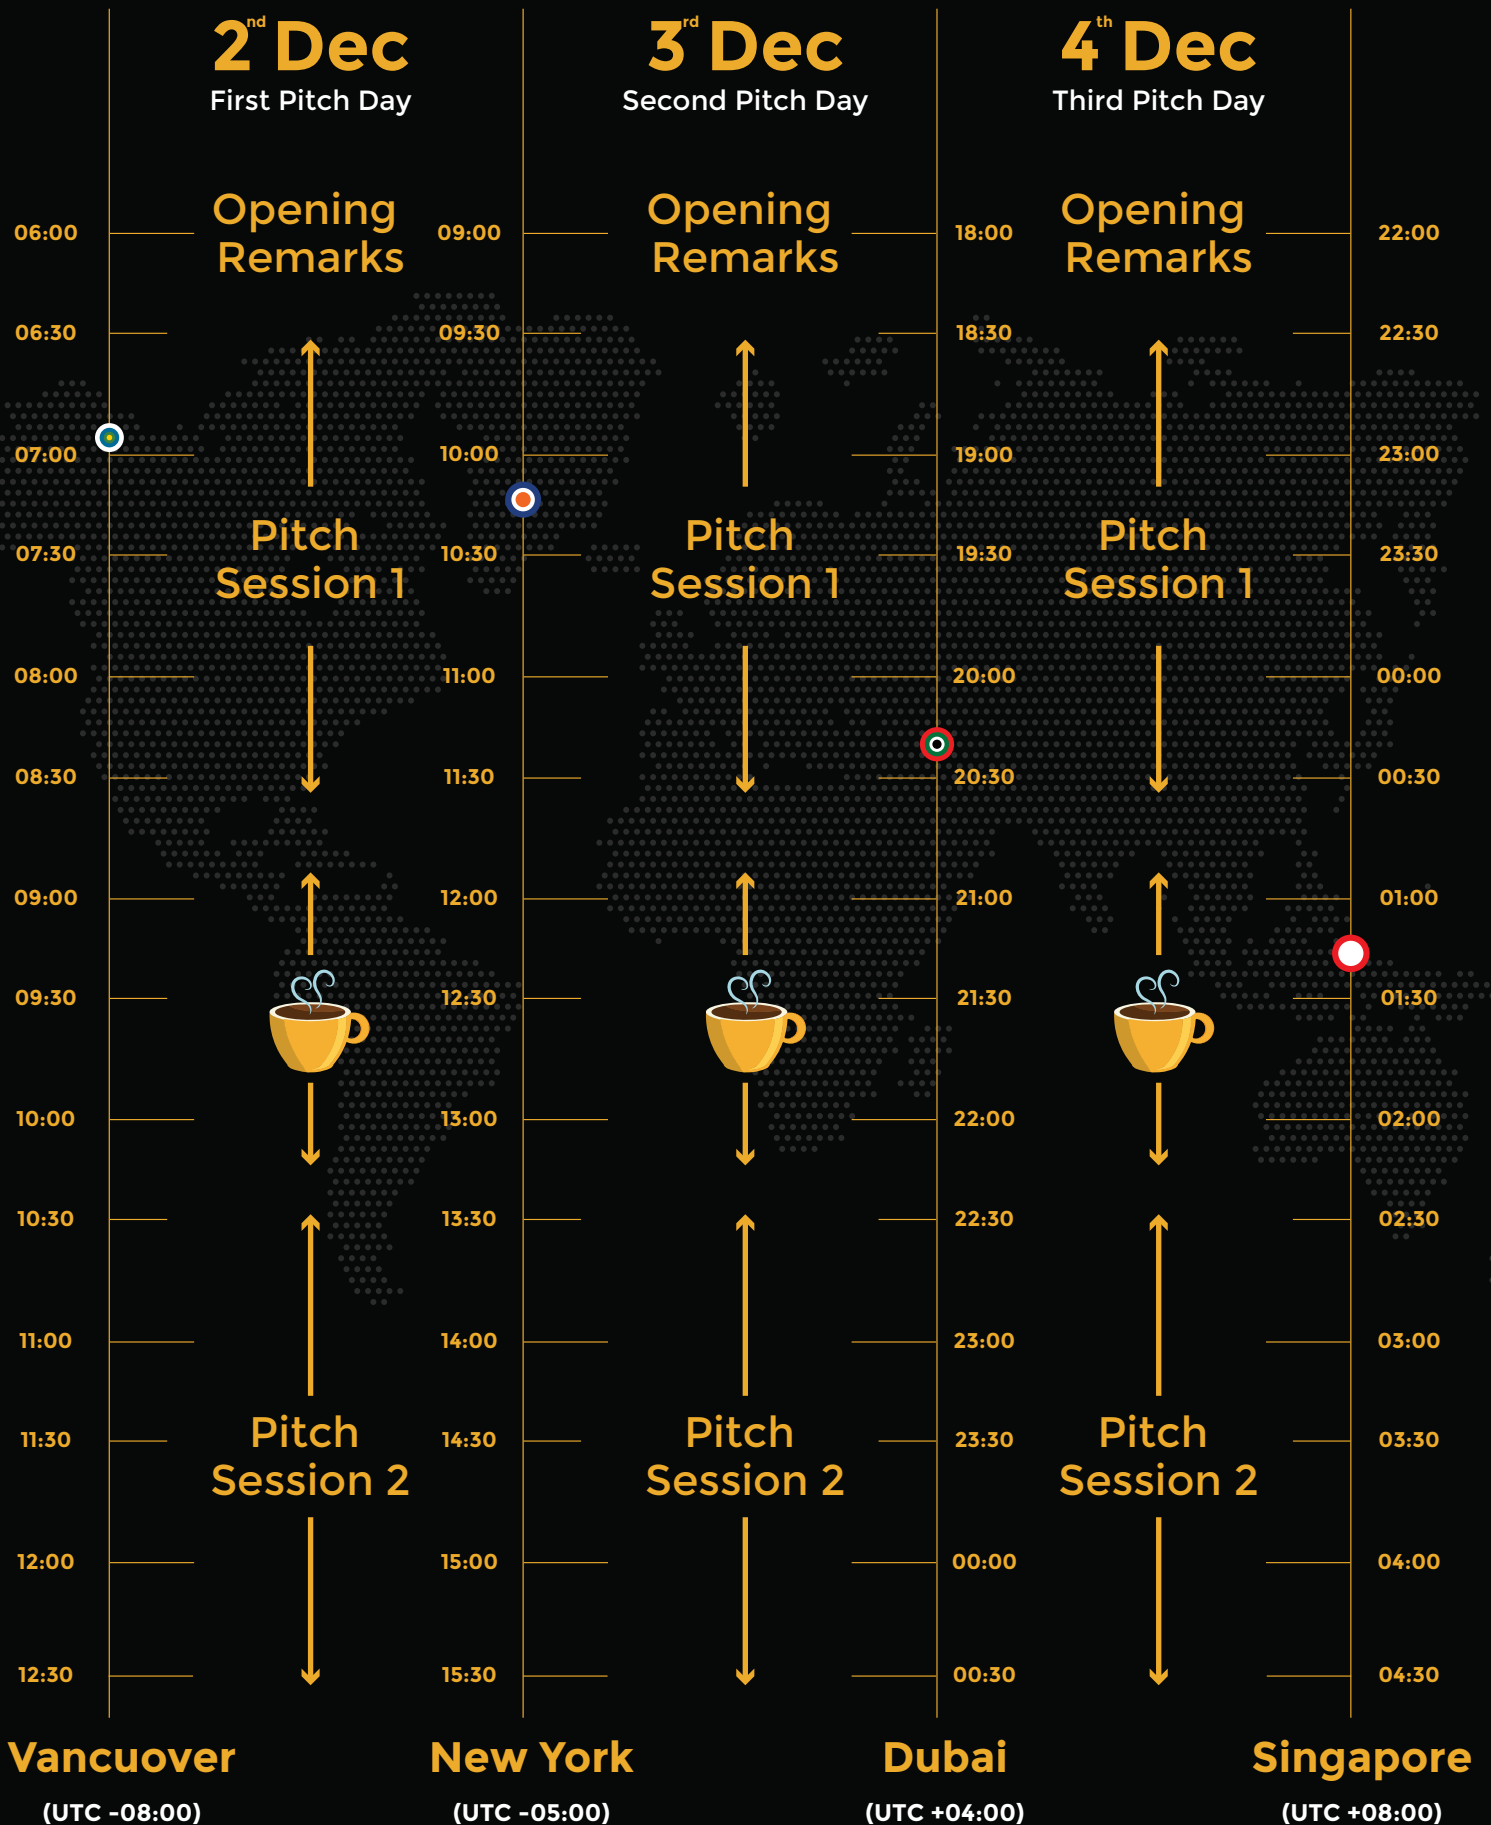 2nd Dec
First Pitch Day
3rd Dec
Second Pitch Day
4th Dec
Third Pitch Day
Opening
Remarks
Opening
Remarks
Opening
Remarks
06:00 09:00 18:00 22:00
06:30 09:30 18:30 22:30
07:00 10:00 19:00 23:00
Pitch
Session 1
Pitch
Session 1
Pitch
Session 1
07:30 10:30 19:30 23:30
08:00 11:00 20:00 00:00
08:30 11:30 20:30 00:30
09:00 12:00 21:00 01:00
09:30 12:30 21:30 01:30
10:00 13:00 22:00 02:00
10:30 13:30 22:30 02:30
11:00 14:00 23:00 03:00
Pitch
Session 2
Pitch
Session 2
Pitch
Session 2
11:30 14:30 23:30 03:30
12:00 15:00 00:00 04:00
12:30 15:30 00:30 04:30
Vancuover
(UTC -08:00)
New York
(UTC -05:00)
Dubai
(UTC +04:00)
Singapore
(UTC +08:00)